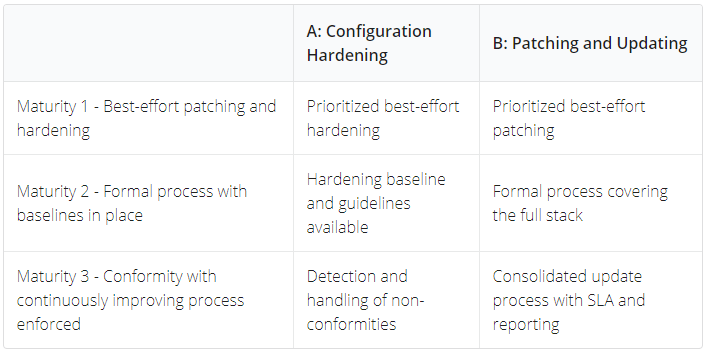 A: Configuration
Hardening
B: Patching and Updating
Maturity 1 - Best-effort patching and
hardening
Prioritized best-effort
hardening
Prioritized best-effort
patching
Maturity 2 - Formal process with
baselines in place
Hardening baseline
and guidelines
available
Formal process covering
the full stack
Maturity 3 - Conformity with
continuously improving process
enforced
Detection and
handling of non-
conformities
Consolidated update
process with SLA and
reporting